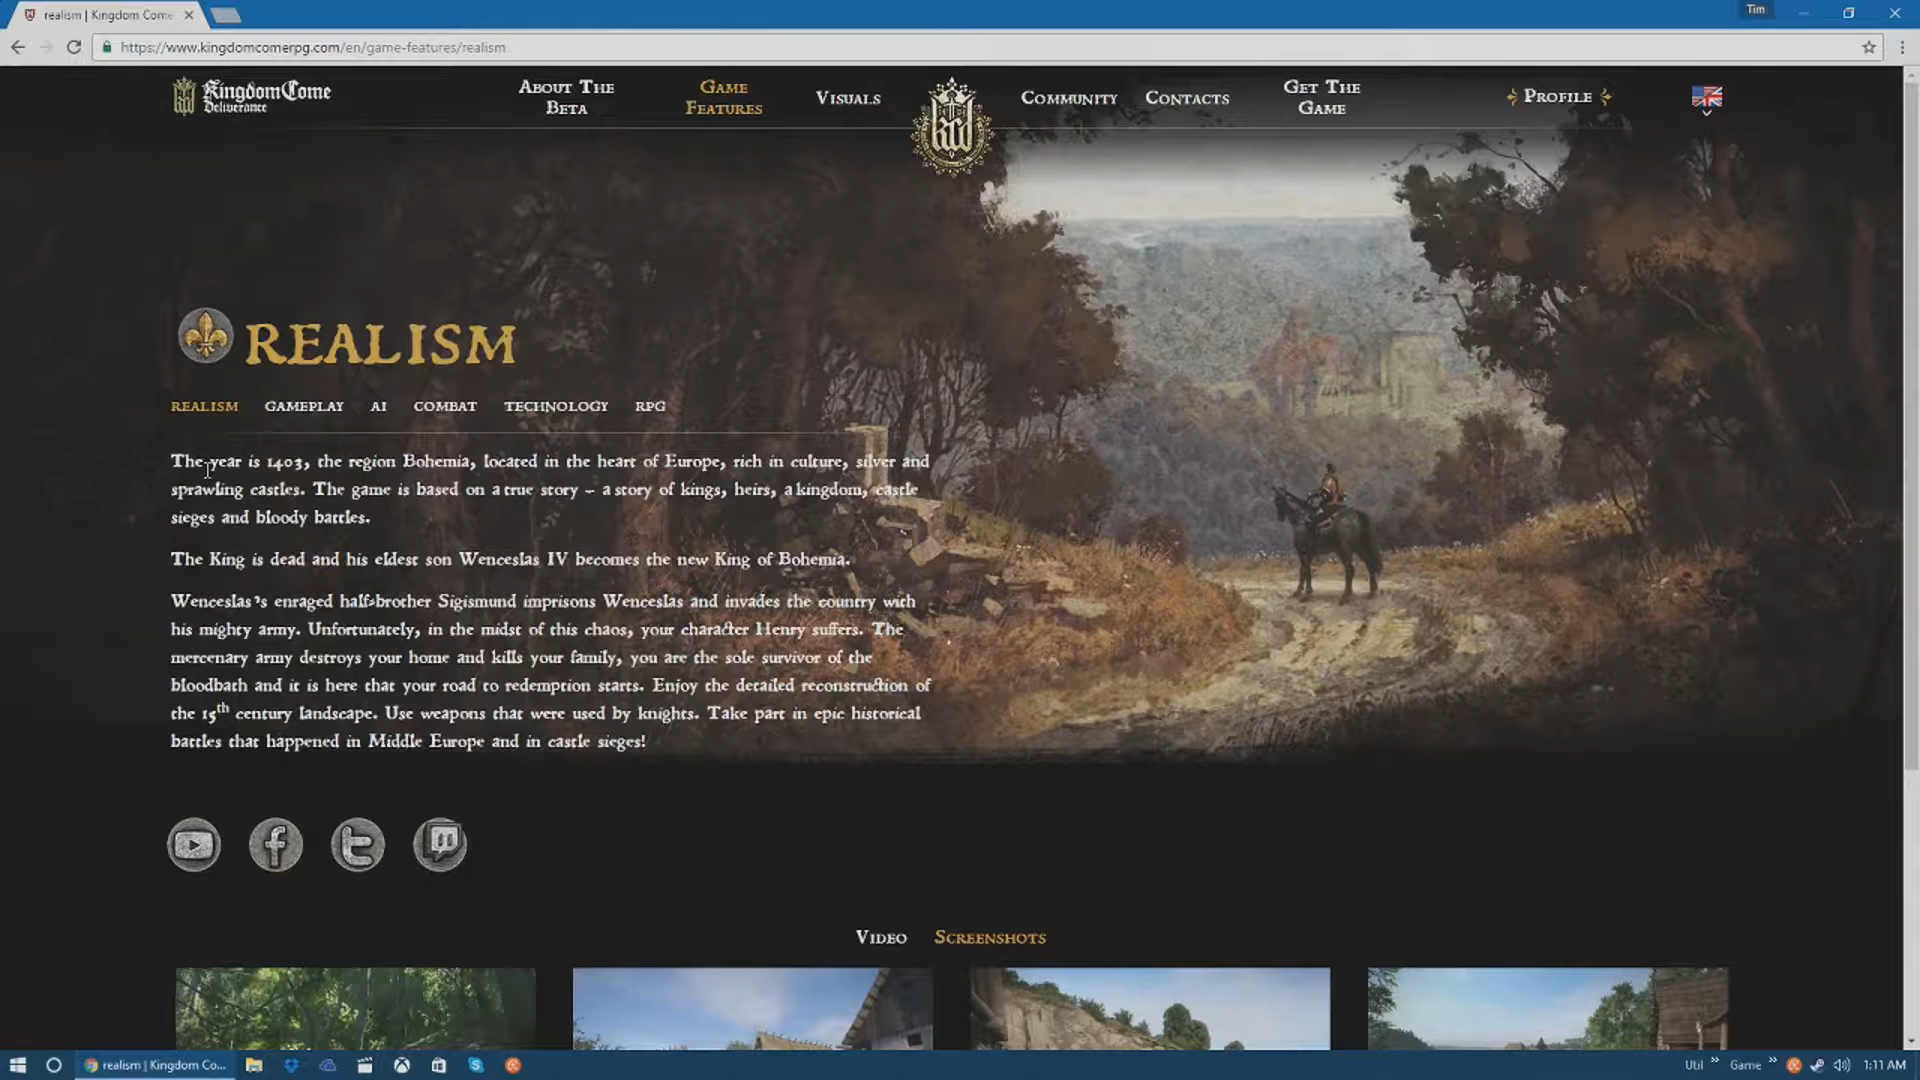 realism | Kingdom Come
Tim
https://www.kingdomcomerpg.com/en/game-features/realism
Kingdom Come
Deliverance
About The
Beta
Game
Features
Visuals
kcd
Community
Contacts
Get The
Game
Profile
REALISM
REALISM GAMEPLAY AI COMBAT TECHNOLOGY RPG
The year is 1403, the region Bohemia, located in the heart of Europe, rich in culture, silver and
sprawling castles. The game is based on a true story – a story of kings, heirs, a kingdom, castle
sieges and bloody battles.
The King is dead and his eldest son Wenceslas IV becomes the new King of Bohemia.
Wenceslas's enraged half-brother Sigismund imprisons Wenceslas and invades the country with
his mighty army. Unfortunately, in the midst of this chaos, your character Henry suffers. The
mercenary army destroys your home and kills your family, you are the sole survivor of the
bloodbath and it is here that your road to redemption starts. Enjoy the detailed reconstruction of
the 15th century landscape. Use weapons that were used by knights. Take part in epic historical
battles that happened in Middle Europe and in castle sieges!
Video Screenshots
realism | Kingdom Co...
Util » Game » 1:11 AM